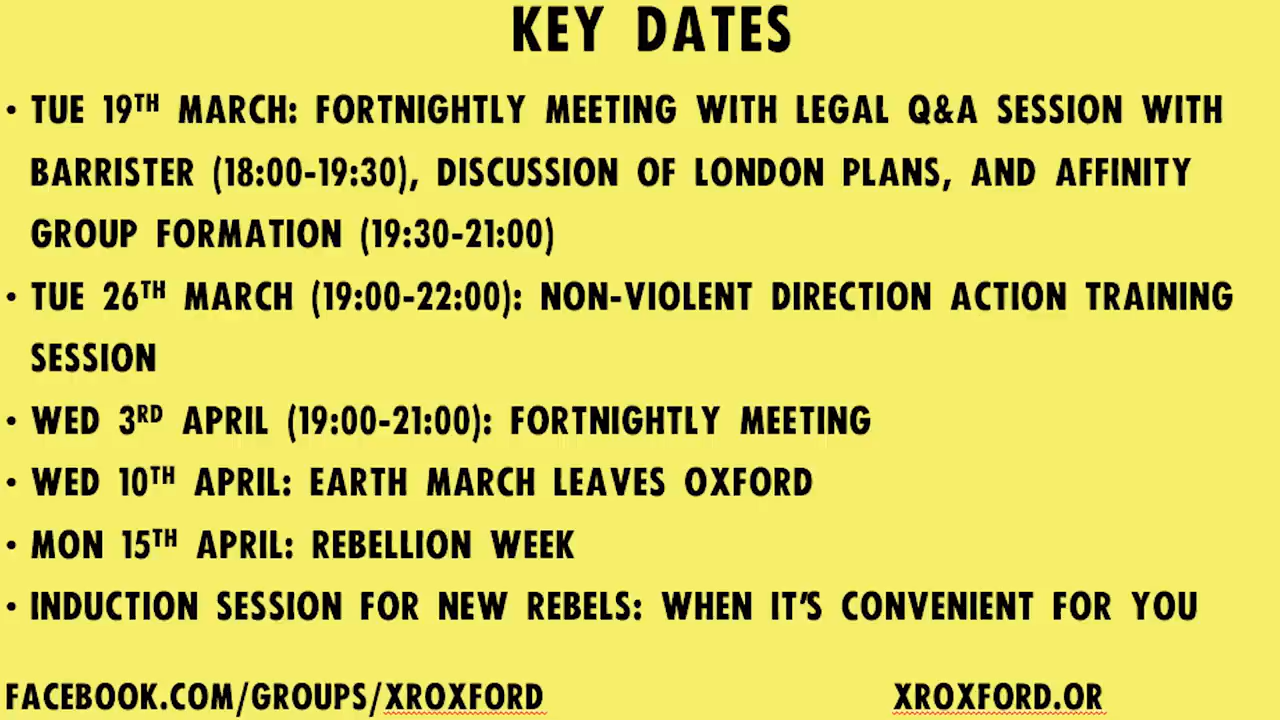 KEY DATES
• TUE 19TH MARCH: FORTNIGHTLY MEETING WITH LEGAL Q&A SESSION WITH
BARRISTER (18:00-19:30), DISCUSSION OF LONDON PLANS, AND AFFINITY
GROUP FORMATION (19:30-21:00)
• TUE 26TH MARCH (19:00-22:00): NON-VIOLENT DIRECTION ACTION TRAINING
SESSION
• WED 3RD APRIL (19:00-21:00): FORTNIGHTLY MEETING
• WED 10TH APRIL: EARTH MARCH LEAVES OXFORD
• MON 15TH APRIL: REBELLION WEEK
• INDUCTION SESSION FOR NEW REBELS: WHEN IT'S CONVENIENT FOR YOU
FACEBOOK.COM/GROUPS/XROXFORD
XROXFORD.OR